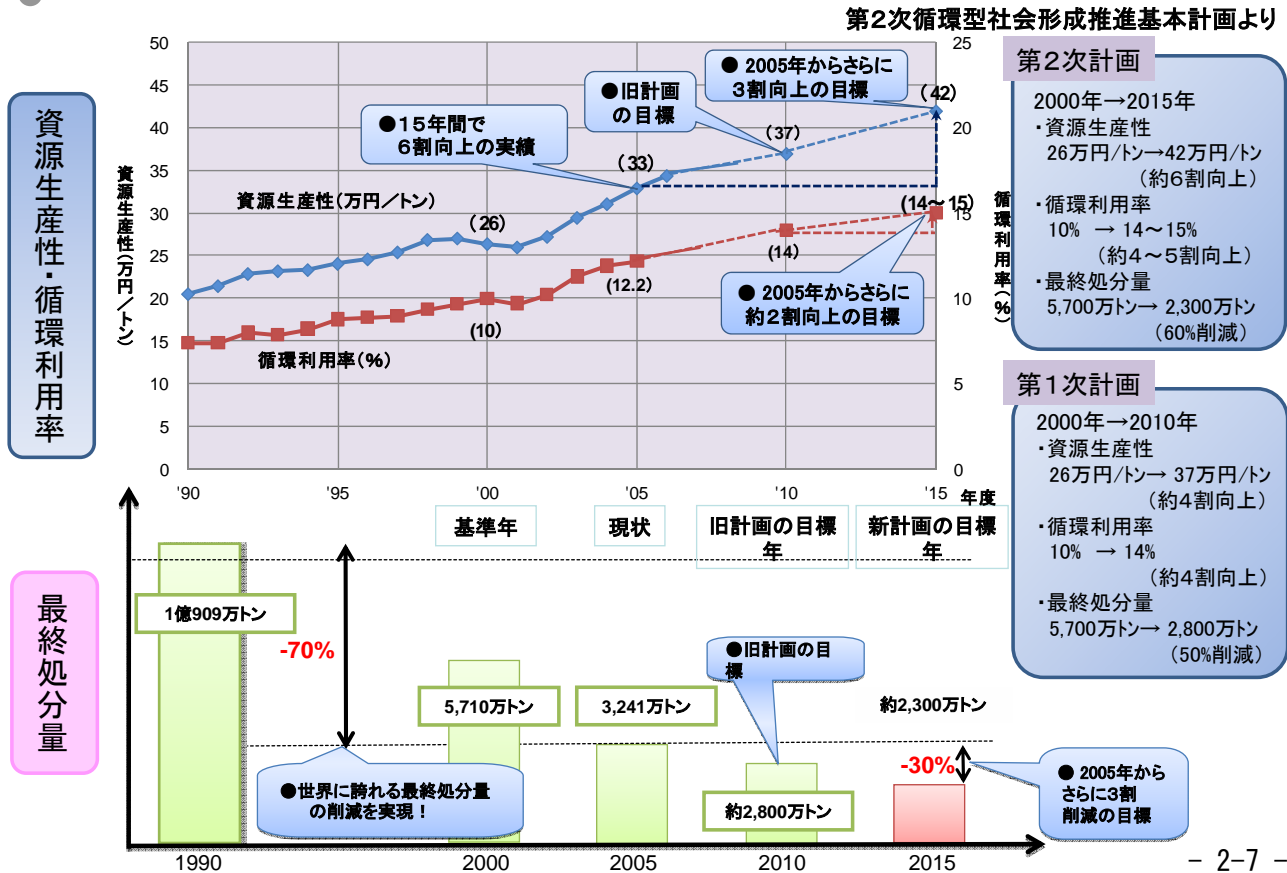 第２次循環型社会形成推進基本計画より
資源生産性・循環利用率
資源生産性(万円／トン)
50
45
40
35
30
25
20
15
10
5
0
25
20
15
10
5
0
循環利用率(%)
'90
'95
'00
'05
'10
'15
年度
●１５年間で
６割向上の実績
●旧計画
の目標
● 2005年からさらに
３割向上の目標
(42)
(37)
(33)
(26)
資源生産性(万円／トン)
(14～15)
(14)
(12.2)
(10)
循環利用率(%)
● 2005年からさらに
約２割向上の目標
基準年
現状
旧計画の目標
年
新計画の目標
年
第２次計画
2000年→2015年
・資源生産性
26万円/トン→42万円/トン
(約６割向上)
・循環利用率
10% → 14～15%
(約４～５割向上)
・最終処分量
5,700万トン→ 2,300万トン
(60%削減)
第１次計画
2000年→2010年
・資源生産性
26万円/トン→ 37万円/トン
(約４割向上)
・循環利用率
10% → 14%
(約４割向上)
・最終処分量
5,700万トン→ 2,800万トン
(50%削減)
最終処分量
1億909万トン
-70%
5,710万トン
3,241万トン
●旧計画の目
標
約2,800万トン
約2,300万トン
-30%
●世界に誇れる最終処分量
の削減を実現！
● 2005年から
さらに３割
削減の目標
1990
2000
2005
2010
2015
- 2-7 -